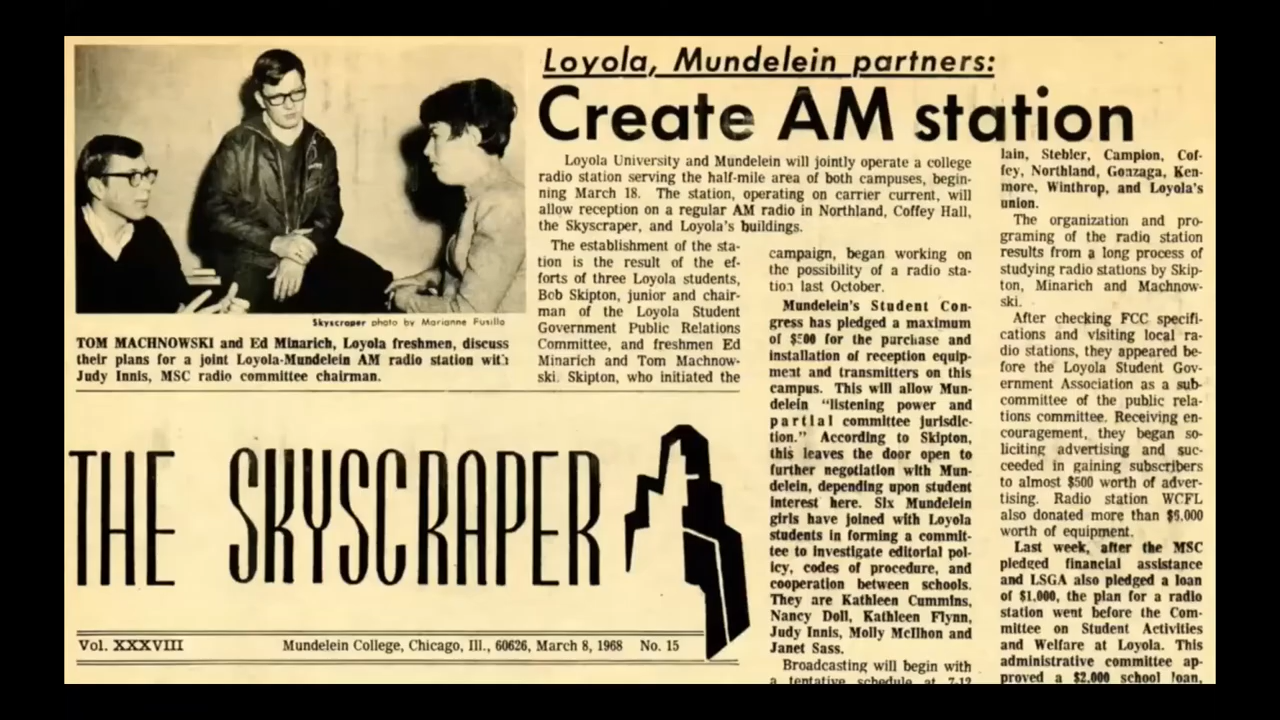 Loyola, Mundelein partners:
Create AM station
Skyscraper photo by Marianne Fusillo
TOM MACHNOWSKI and Ed Minarich, Loyola freshmen, discuss
their plans for a joint Loyola-Mundelein AM radio station with
Judy Innis, MSC radio committee chairman.
Loyola University and Mundelein will jointly operate a college
radio station serving the half-mile area of both campuses, begin-
ning March 18. The station, operating on carrier current, will
allow reception on a regular AM radio in Northland, Coffey Hall,
the Skyscraper, and Loyola's buildings.
The establishment of the sta-
tion is the result of the ef-
forts of three Loyola students,
Bob Skipton, junior and chair-
man of the Loyola Student
Government Public Relations
Committee, and freshmen Ed
Minarich and Tom Machnow-
ski. Skipton, who initiated the
campaign, began working on
the possibility of a radio sta-
tion last October.
Mundelein's Student Con-
gress has pledged a maximum
of $500 for the purchase and
installation of reception equip-
ment and transmitters on this
campus. This will allow Mun-
delein "listening power and
partial committee jurisdic-
tion." According to Skipton,
this leaves the door open to
further negotiation with Mun-
delein, depending upon student
interest here. Six Mundelein
girls have joined with Loyola
students in forming a commit-
tee to investigate editorial pol-
icy, codes of procedure, and
cooperation between schools.
They are Kathleen Cummins,
Nancy Doll, Kathleen Flynn,
Judy Innis, Molly McIlhon and
Janet Sass.
Broadcasting will begin with
a tentative schedule at 7-12
lain, Stebler, Campion, Cof-
fey, Northland, Gonzaga, Ken-
more, Winthrop, and Loyola's
union.
The organization and pro-
graming of the radio station
results from a long process of
studying radio stations by Skip-
ton, Minarich and Machnow-
ski.
After checking FCC specifi-
cations and visiting local ra-
dio stations, they appeared be-
fore the Loyola Student Gov-
ernment Association as a sub-
committee of the public rela-
tions committee. Receiving en-
couragement, they began so-
liciting advertising and suc-
ceeded in gaining subscribers
to almost $500 worth of adver-
tising. Radio station WCFL
also donated more than
worth of equipment.
Last week, after the MSC
pledged financial assistance
and LSGA also pledged a loan
of $1,000, the plan for a radio
station went before the Com-
mittee on Student Activities
and Welfare at Loyola. This
administrative committee ap-
proved a $2,000 school loan,
THE SKYSCRAPER
Vol. XXXVIII Mundelein College, Chicago, Ill., 60626, March 8, 1968 No. 15